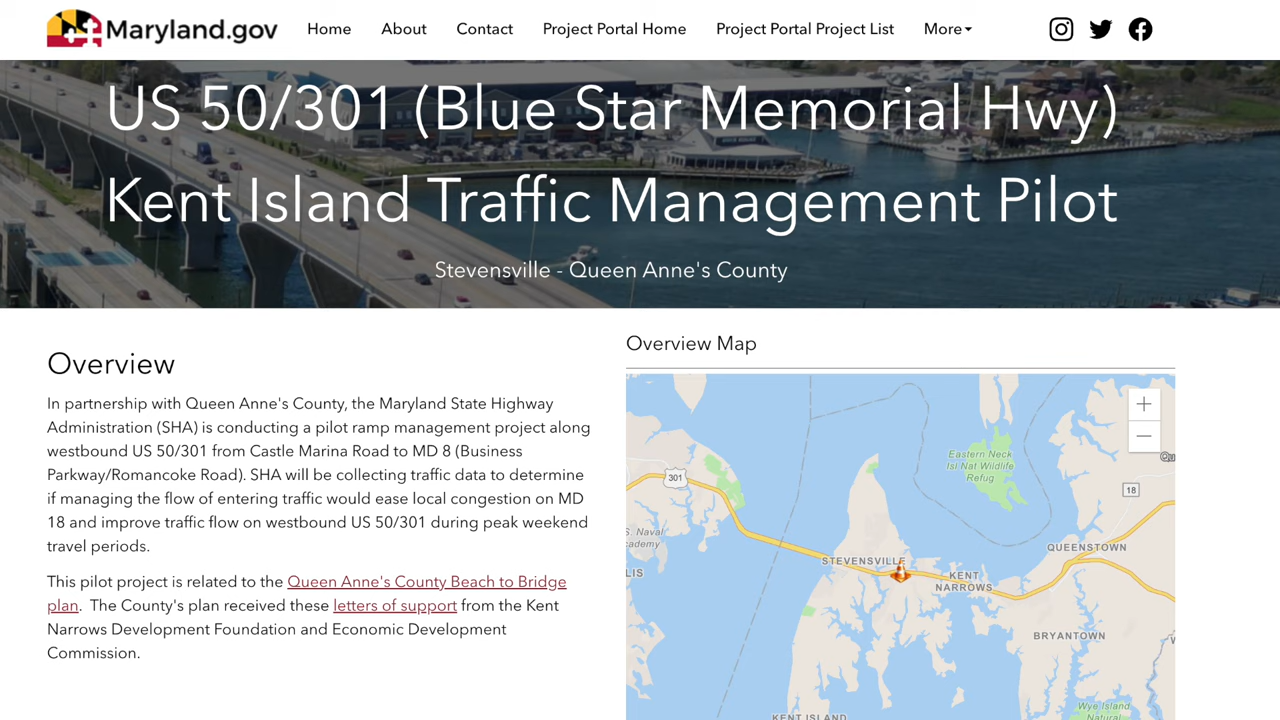 Maryland.gov
Home About Contact Project Portal Home Project Portal Project List More
US 50/301 (Blue Star Memorial Hwy)
Kent Island Traffic Management Pilot
Stevensville - Queen Anne's County
Overview
In partnership with Queen Anne's County, the Maryland State Highway
Administration (SHA) is conducting a pilot ramp management project along
westbound US 50/301 from Castle Marina Road to MD 8 (Business
Parkway/Romancoke Road). SHA will be collecting traffic data to determine
if managing the flow of entering traffic would ease local congestion on MD
18 and improve traffic flow on westbound US 50/301 during peak weekend
travel periods.
This pilot project is related to the Queen Anne's County Beach to Bridge
plan. The County's plan received these letters of support from the Kent
Narrows Development Foundation and Economic Development
Commission.
Overview Map
Eastern Neck
Isl Nat Wildlife
Refug
301
18
S. Naval
cademy
LIS
STEVENSVILLE
KENT
NARROWS
QUEENSTOWN
BRYANTOWN
Wye Island
Natural
KENT ISLAND